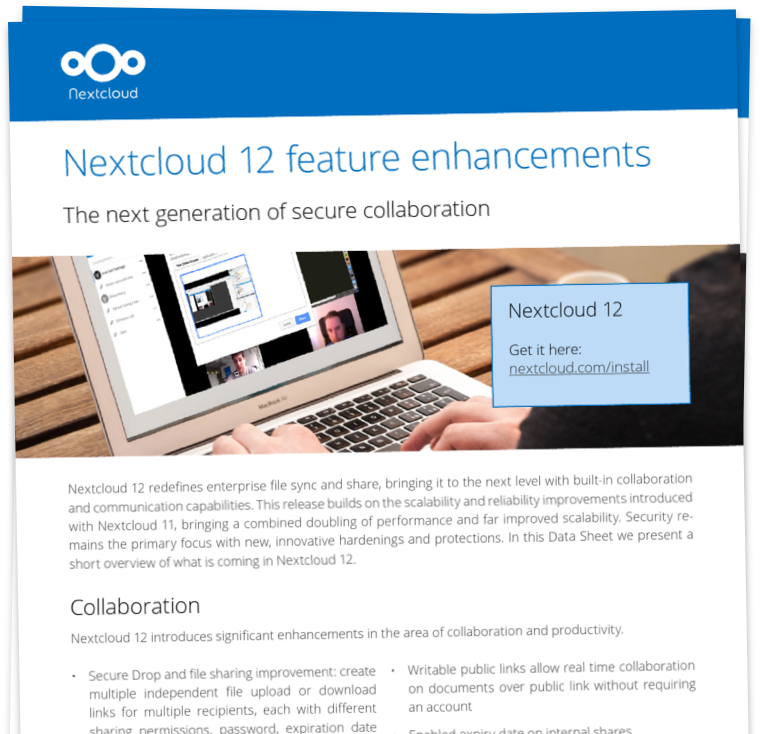 Nextcloud
Nextcloud 12 feature enhancements
The next generation of secure collaboration
MacBook Air
Nextcloud 12
Get it here:
nextcloud.com/install
Nextcloud 12 redefines enterprise file sync and share, bringing it to the next level with built-in collaboration
and communication capabilities. This release builds on the scalability and reliability improvements introduced
with Nextcloud 11, bringing a combined doubling of performance and far improved scalability. Security re-
mains the primary focus with new, innovative hardenings and protections. In this Data Sheet we present a
short overview of what is coming in Nextcloud 12.
Collaboration
Nextcloud 12 introduces significant enhancements in the area of collaboration and productivity.
• Secure Drop and file sharing improvement: create
multiple independent file upload or download
links for multiple recipients, each with different
sharing permissions, password, expiration date
• Writable public links allow real time collaboration
on documents over public link without requiring
an account
• Enabled expiry date on internal shares